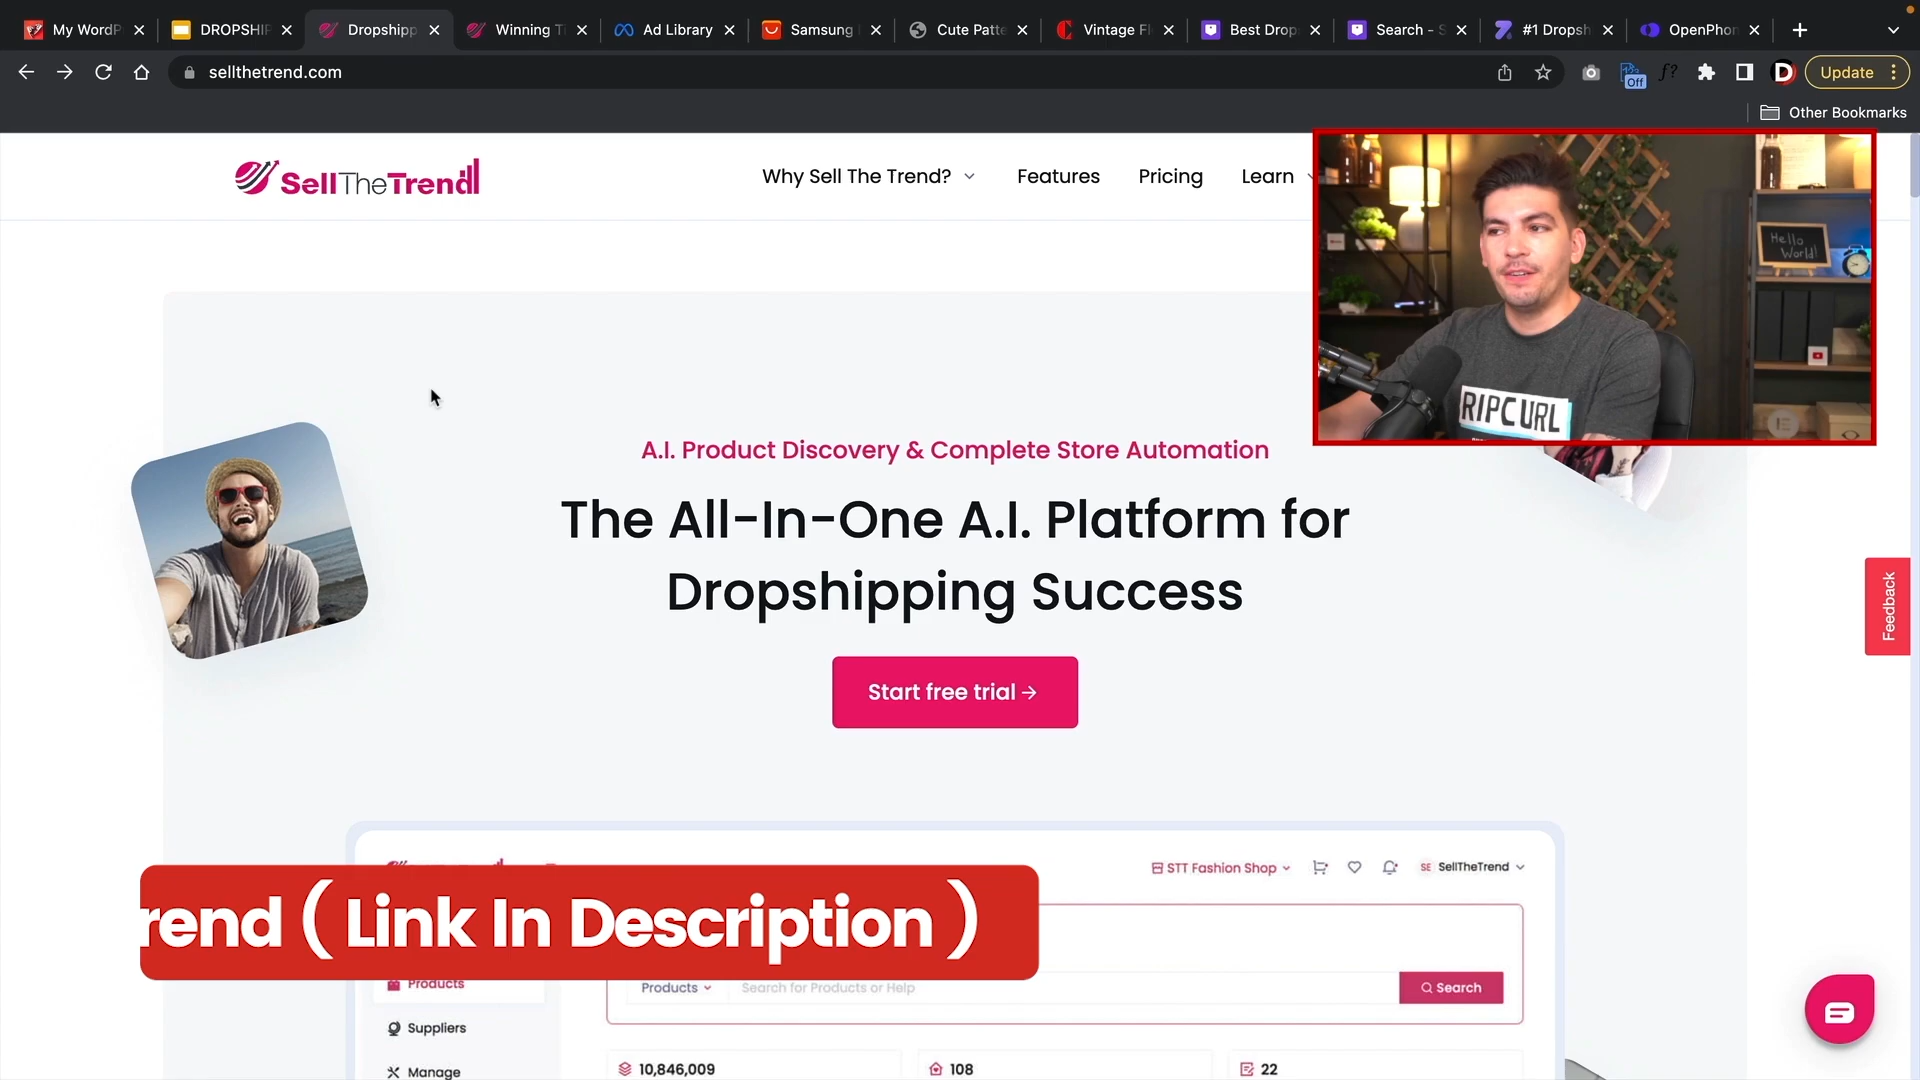 My WordP
DROPSHIP
Dropshipp
Winning T
Ad Library
Samsung
Cute Patte
Vintage Fl
Best Drop
Search - S
#1 Dropsh
OpenPhon
sellthetrend.com
Off
f?
D
Update
Other Bookmarks
SellTheTrend
Why Sell The Trend?
Features
Pricing
Learn
Hello
World!
RIPCURL
A.I. Product Discovery & Complete Store Automation
The All-In-One A.I. Platform for
Dropshipping Success
Start free trial →
Feedback
STT Fashion Shop
SE SellTheTrend
rend ( Link In Description )
Products
Products
Search for Products or Help
Search
Suppliers
Manage
10,846,009
108
22